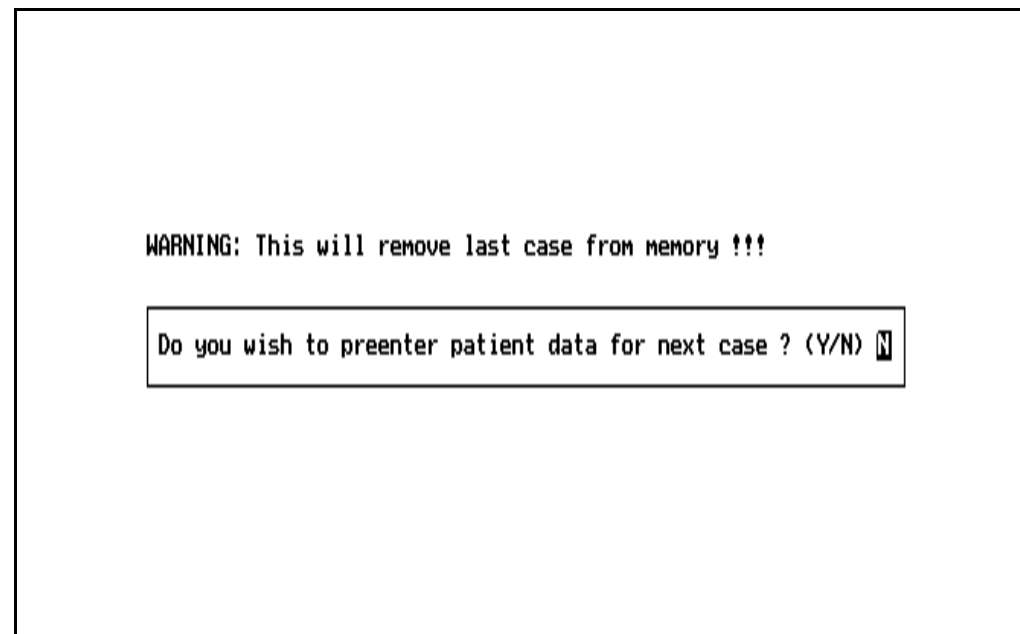 WARNING: This will remove last case from memory !!!
Do you wish to preenter patient data for next case ? (Y/N) N